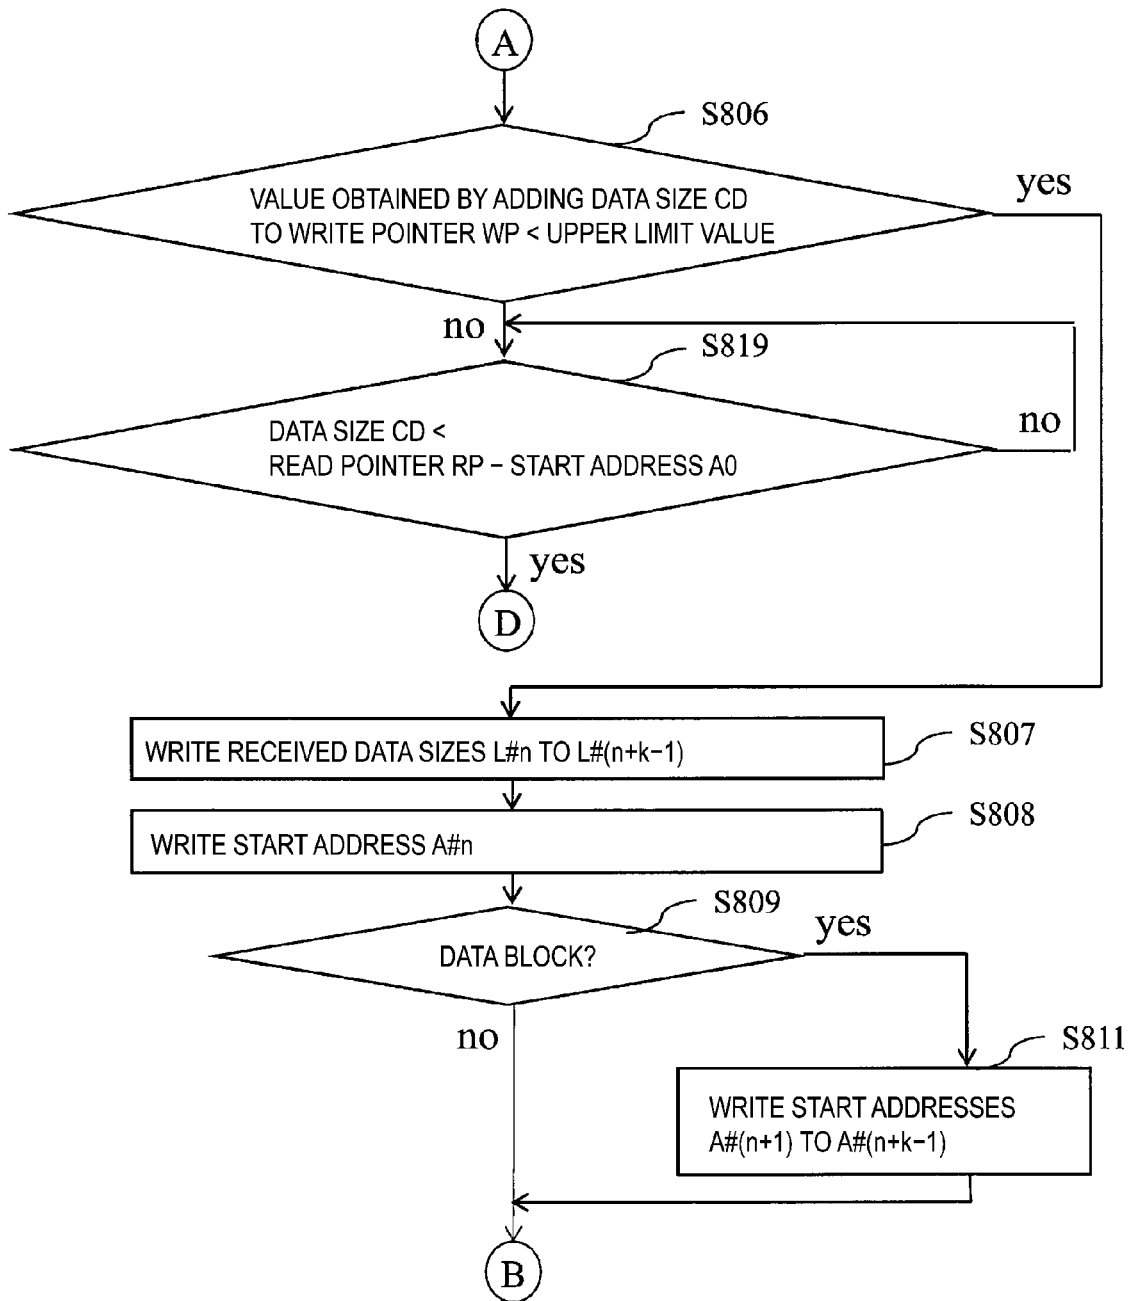 A
S806
yes
VALUE OBTAINED BY ADDING DATA SIZE CD
TO WRITE POINTER WP < UPPER LIMIT VALUE
no
S819
no
DATA SIZE CD <
READ POINTER RP − START ADDRESS A0
yes
D
S807
WRITE RECEIVED DATA SIZES L#n TO L#(n+k−1)
S808
WRITE START ADDRESS A#n
S809
yes
DATA BLOCK?
no
S811
WRITE START ADDRESSES
A#(n+1) TO A#(n+k−1)
B